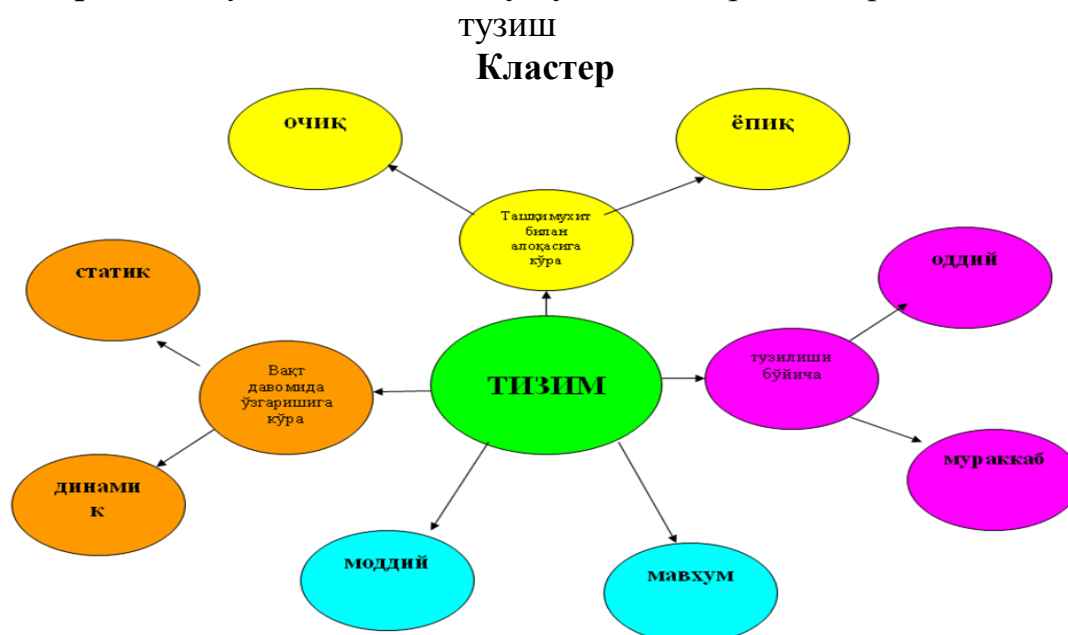 тузиш
Кластер
очиқ
ёпиқ
Ташқи мухит
билан
алоқасига
кўра
статик
оддий
Вақт
давомида
ўзгаришига
кўра
ТИЗИМ
тузилиши
бўйича
динами
к
мураккаб
моддий
мавхум